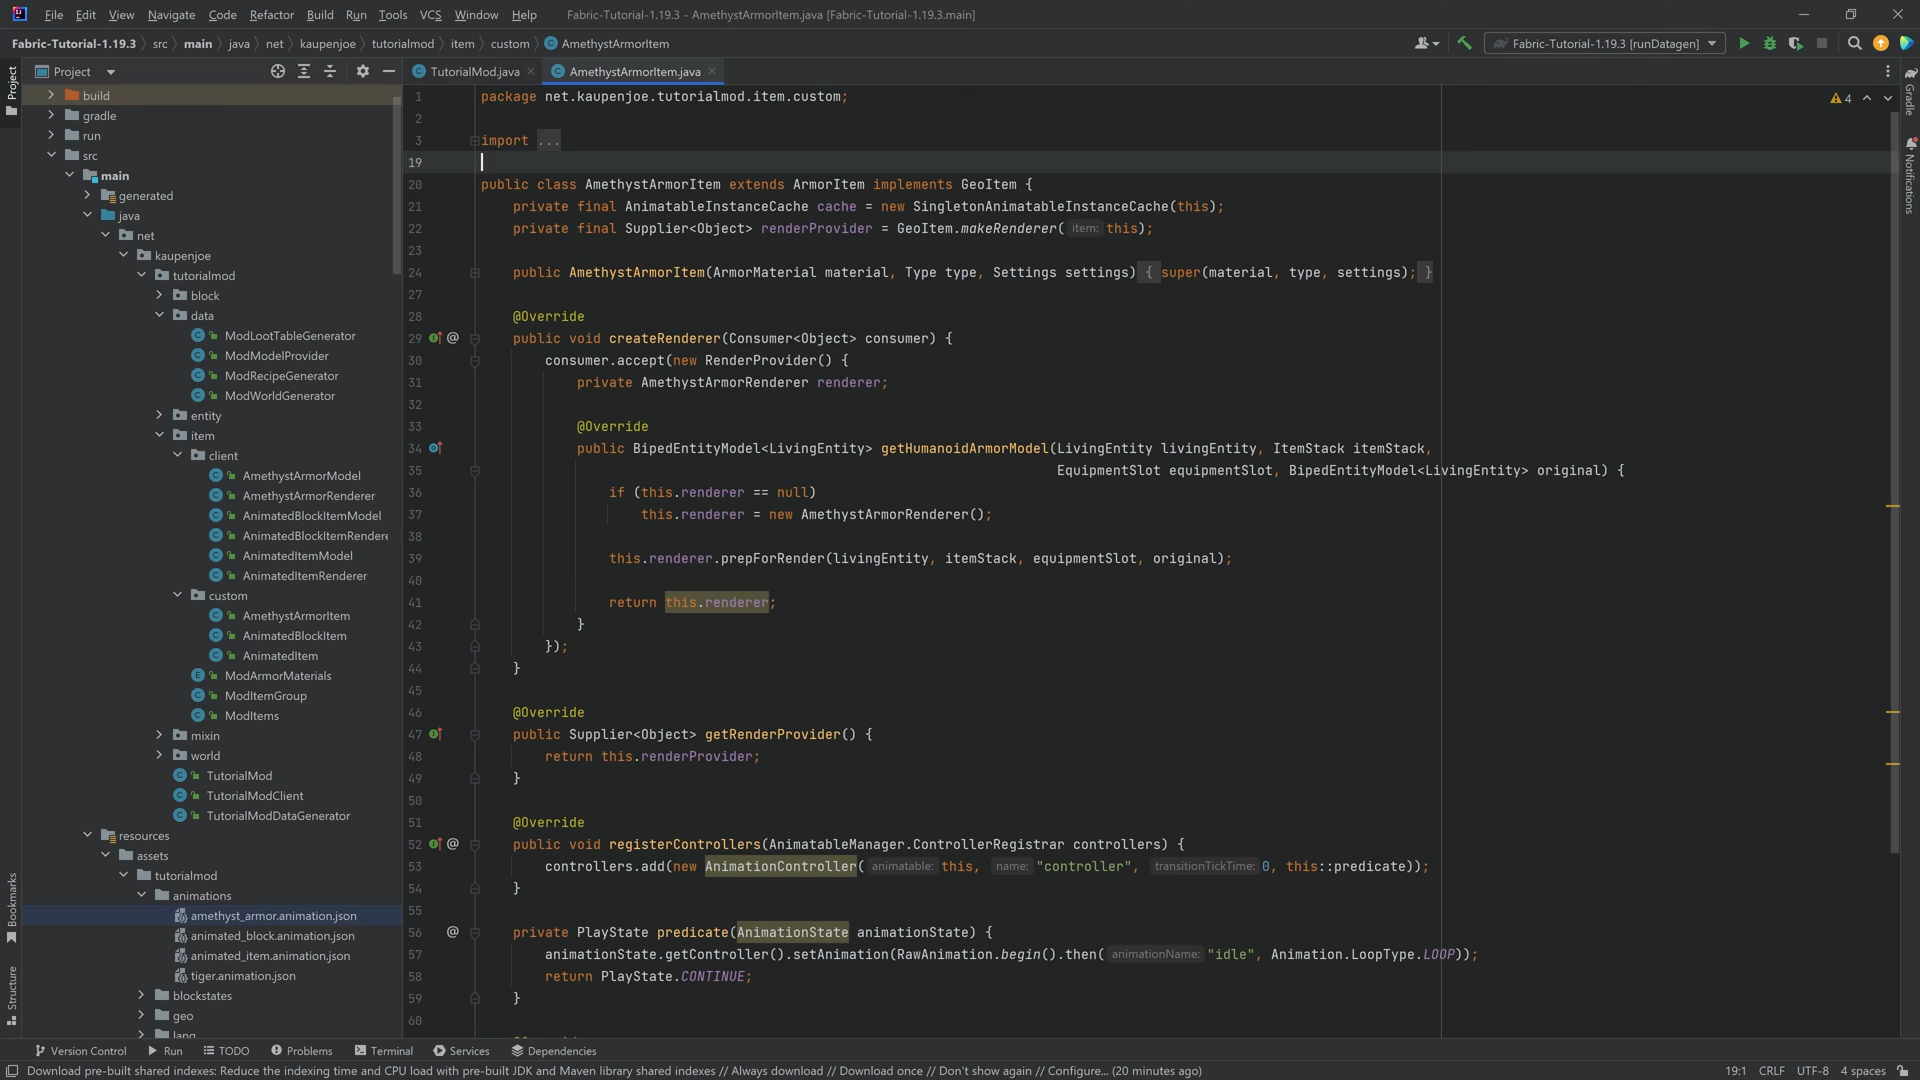 File Edit View Navigate Code Refactor Build Run Tools VCS Window Help Fabric-Tutorial-1.19.3 - AmethystArmorItem.java [Fabric-Tutorial-1.19.3.main]
Fabric-Tutorial-1.19.3 src main java net kaupenjoe tutorialmod item custom AmethystArmorItem
Fabric-Tutorial-1.19.3 [runDatagen]
Project
TutorialMod.java AmethystArmorItem.java
Project
Bookmarks
Structure
Gradle
Notifications
build
gradle
run
src
main
generated
java
net
kaupenjoe
tutorialmod
block
data
ModLootTableGenerator
ModModelProvider
ModRecipeGenerator
ModWorldGenerator
entity
item
client
AmethystArmorModel
AmethystArmorRenderer
AnimatedBlockItemModel
AnimatedBlockItemRendere
AnimatedItemModel
AnimatedItemRenderer
custom
AmethystArmorItem
AnimatedBlockItem
AnimatedItem
ModArmorMaterials
ModItemGroup
ModItems
mixin
world
TutorialMod
TutorialModClient
TutorialModDataGenerator
resources
assets
tutorialmod
animations
amethyst_armor.animation.json
animated_block.animation.json
animated_item.animation.json
tiger.animation.json
blockstates
geo
lang
4
1 package net.kaupenjoe.tutorialmod.item.custom;
2
3 import ...
19
20 public class AmethystArmorItem extends ArmorItem implements GeoItem {
21 private final AnimatableInstanceCache cache = new SingletonAnimatableInstanceCache(this);
22 private final Supplier<Object> renderProvider = GeoItem.makeRenderer( item: this);
23
24 public AmethystArmorItem(ArmorMaterial material, Type type, Settings settings) { super(material, type, settings); }
27
28 @Override
29 @ public void createRenderer(Consumer<Object> consumer) {
30 consumer.accept(new RenderProvider() {
31 private AmethystArmorRenderer renderer;
32
33 @Override
34 public BipedEntityModel<LivingEntity> getHumanoidArmorModel(LivingEntity livingEntity, ItemStack itemStack,
35 EquipmentSlot equipmentSlot, BipedEntityModel<LivingEntity> original) {
36 if (this.renderer == null)
37 this.renderer = new AmethystArmorRenderer();
38
39 this.renderer.prepForRender(livingEntity, itemStack, equipmentSlot, original);
40
41 return this.renderer;
42 }
43 });
44 }
45
46 @Override
47 public Supplier<Object> getRenderProvider() {
48 return this.renderProvider;
49 }
50
51 @Override
52 @ public void registerControllers(AnimatableManager.ControllerRegistrar controllers) {
53 controllers.add(new AnimationController( animatable: this, name: "controller", transitionTickTime: 0, this::predicate));
54 }
55
56 @ private PlayState predicate(AnimationState animationState) {
57 animationState.getController().setAnimation(RawAnimation.begin().then( animationName: "idle", Animation.LoopType.LOOP));
58 return PlayState.CONTINUE;
59 }
60
Version Control Run TODO Problems Terminal Services Dependencies
Download pre-built shared indexes: Reduce the indexing time and CPU load with pre-built JDK and Maven library shared indexes // Always download // Download once // Don't show again // Configure... (20 minutes ago) 19:1 CRLF UTF-8 4 spaces